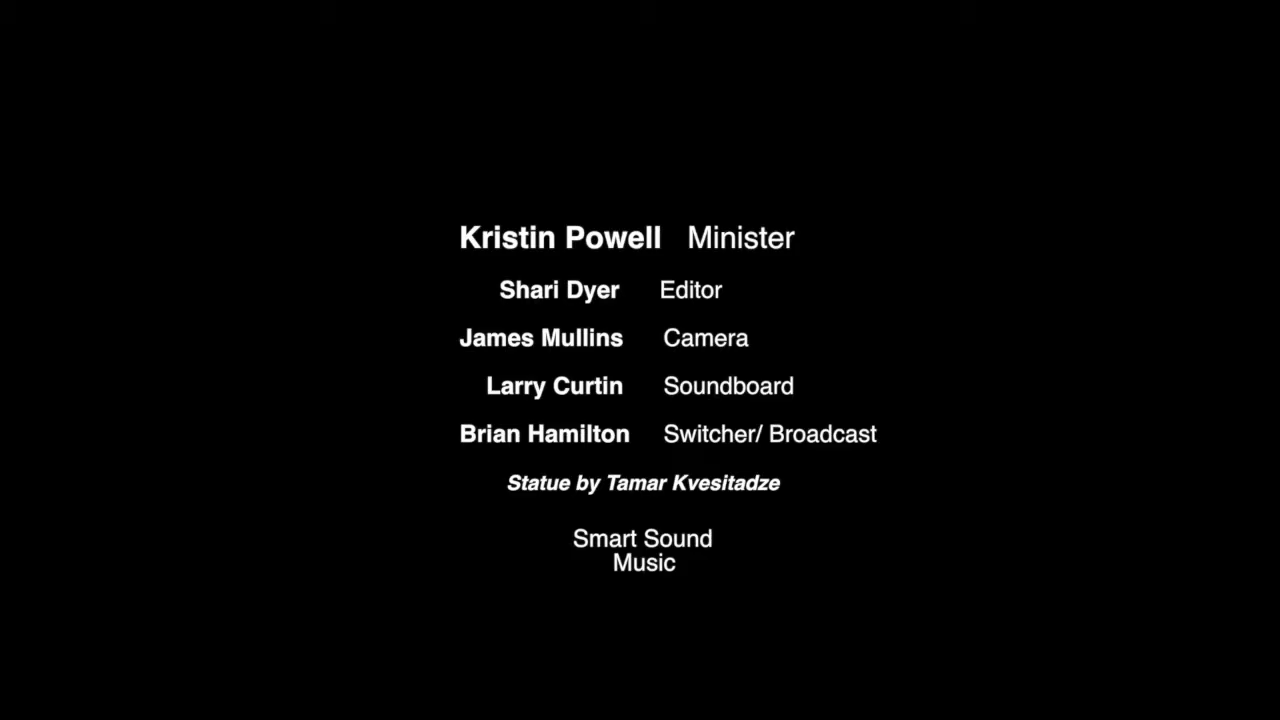 Kristin Powell Minister
Shari Dyer Editor
James Mullins Camera
Larry Curtin Soundboard
Brian Hamilton Switcher/ Broadcast
Statue by Tamar Kvesitadze
Smart Sound
Music